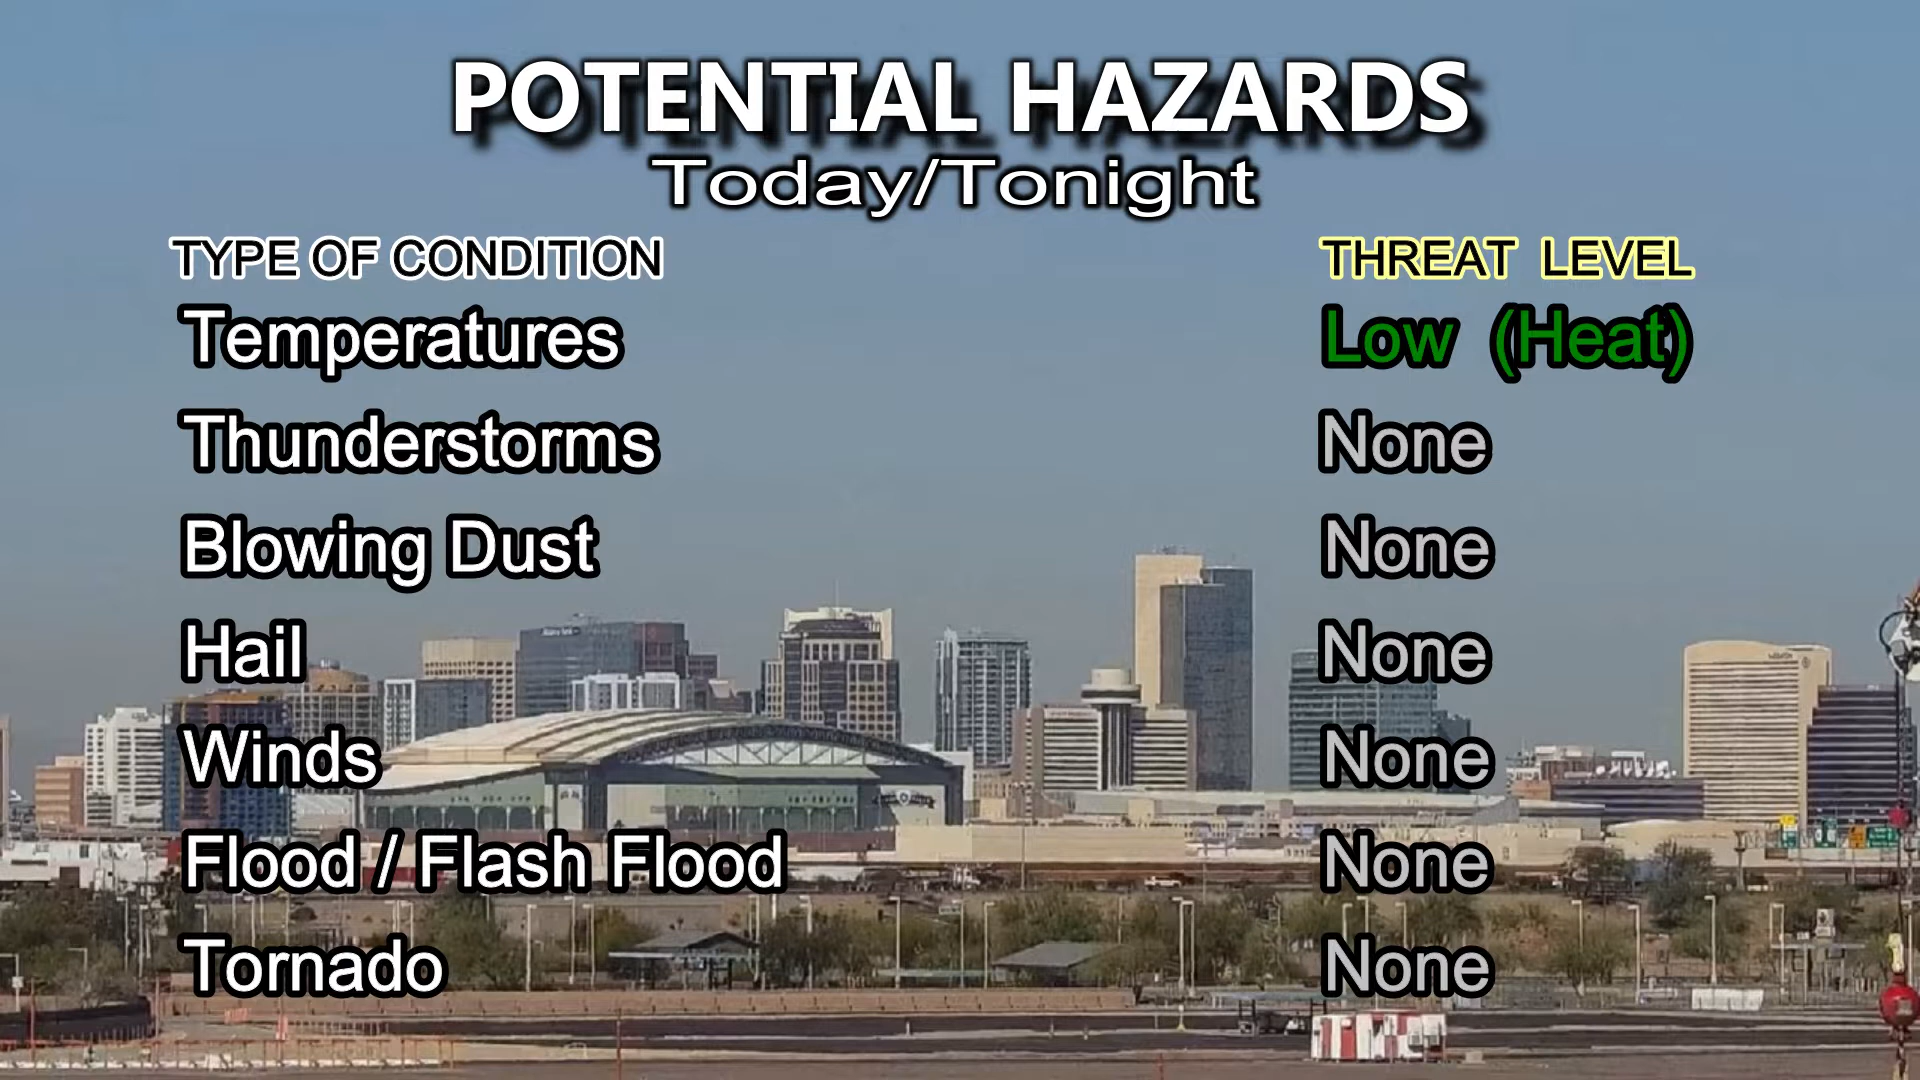 POTENTIAL HAZARDS
Today/Tonight
TYPE OF CONDITION THREAT LEVEL
Temperatures Low (Heat)
Thunderstorms None
Blowing Dust None
Hail None
Winds None
Flood / Flash Flood None
Tornado None